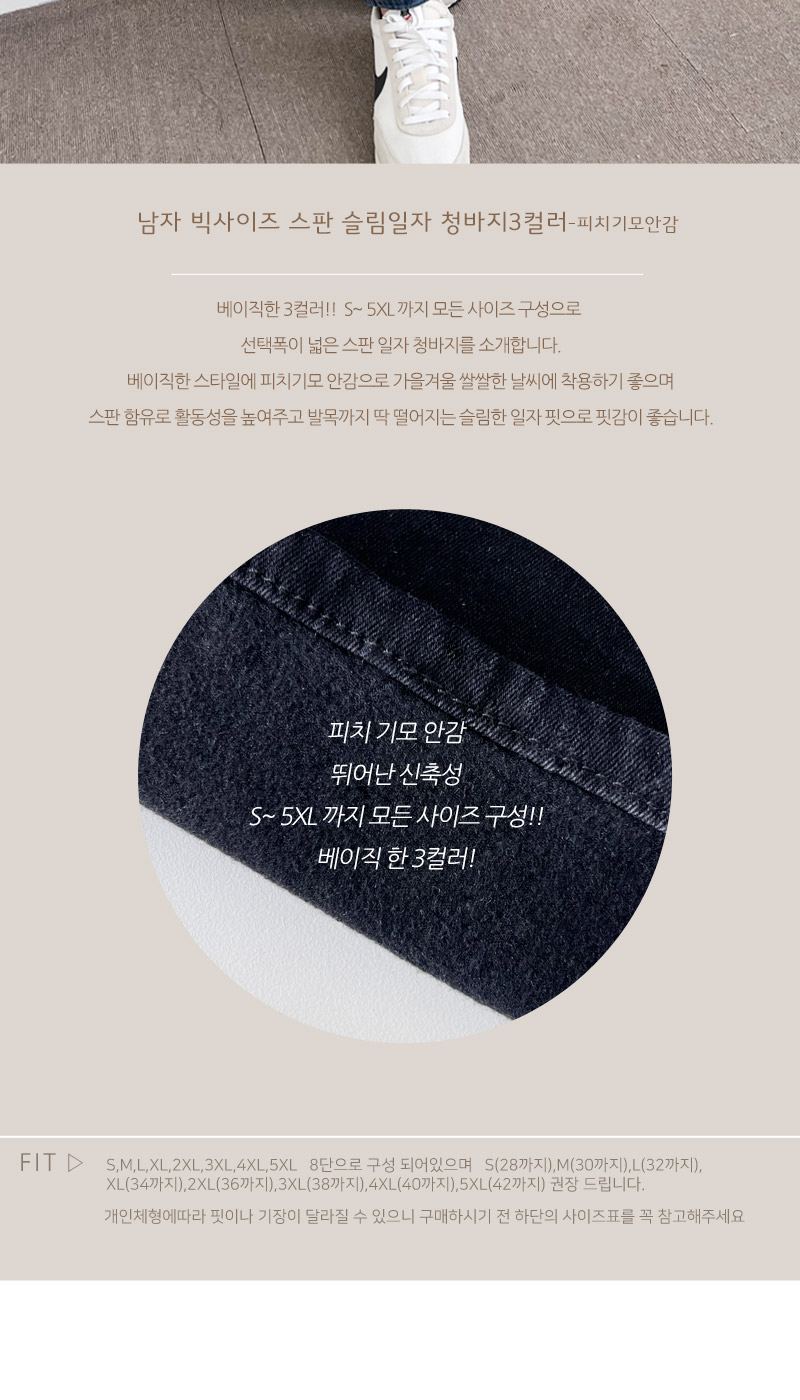 남자 빅사이즈 스판 슬림일자 청바지3컬러-피치기모안감
베이직한 3컬러!! S~ 5XL 까지 모든 사이즈 구성으로
선택폭이 넓은 스판 일자 청바지를 소개합니다.
베이직한 스타일에 피치기모 안감으로 가을겨울 쌀쌀한 날씨에 착용하기 좋으며
스판 함유로 활동성을 높여주고 발목까지 딱 떨어지는 슬림한 일자 핏으로 핏감이 좋습니다.
피치 기모 안감
뛰어난 신축성
S~ 5XL 까지 모든 사이즈 구성!!
베이직 한 3컬러!
FIT ▷ S,M,L,XL,2XL,3XL,4XL,5XL 8단으로 구성 되어있으며 S(28까지),M(30까지),L(32까지),
XL(34까지),2XL(36까지),3XL(38까지),4XL(40까지),5XL(42까지) 권장 드립니다.
개인체형에따라 핏이나 기장이 달라질 수 있으니 구매하시기 전 하단의 사이즈표를 꼭 참고해주세요